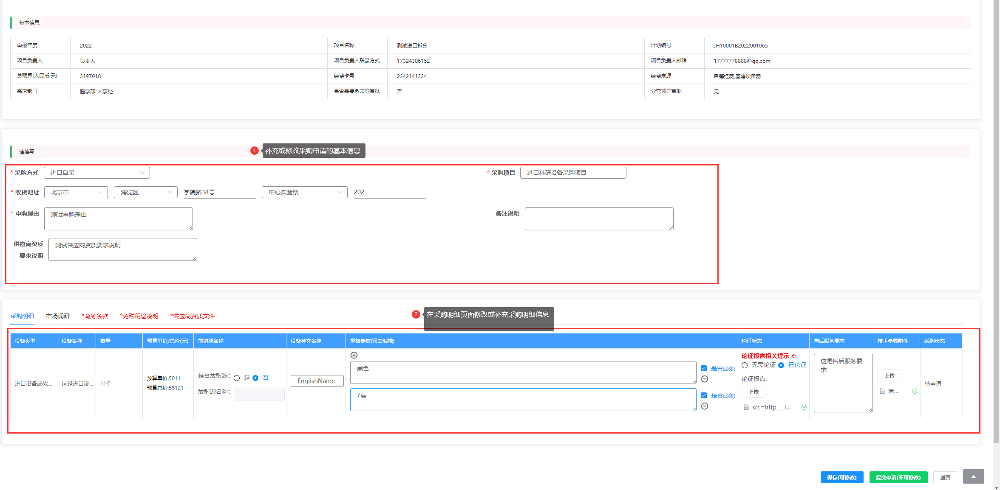 基本信息
申报年度 2022 项目名称 测试进口拆分 计划编号 JH10001B2022001065
项目负责人 负责人 项目负责人联系方式 17324306152 项目负责人邮箱 17777778888@qq.com
总预算(人民币:元) 3197018 经费卡号 2342141324 经费来源 自筹经费,基建设备费
需求部门 医学部-人事处 是否需要系领导审批 否 分管领导审批 无
请填写 1 补充或修改采购申请的基本信息
* 采购方式 进口自采 * 采购项目 进口科研设备采购项目
* 收货地址 北京市 海淀区 学院路38号 中心实验楼 202
* 申购理由 测试申购理由 备注说明
供应商资质 测试供应商资质要求说明
要求说明
采购明细 市场调研 *商务条款 *免税用途说明 *供应商资质文件 2 在采购明细页面修改或补充采购明细信息
设备类型 设备名称 数量 预算单价/总价(元) 放射源名称 设备英文名称 规格参数(双击编辑) 论证状态 售后服务要求 技术参数附件 采购状态
进口设备或软... 这是进口设... 11个
预算单价:5011
预算总价:55121
是否放射源: 是 否
放射源名称:
EnglishName
黑色 是否必须
7座 是否必须
论证报告相关提示 ←
无需论证 已论证
论证报告:
上传
src=http___i...
这是售后服务要
求
上传
营...
待申请
保存(可修改) 提交申请(不可修改) 返回